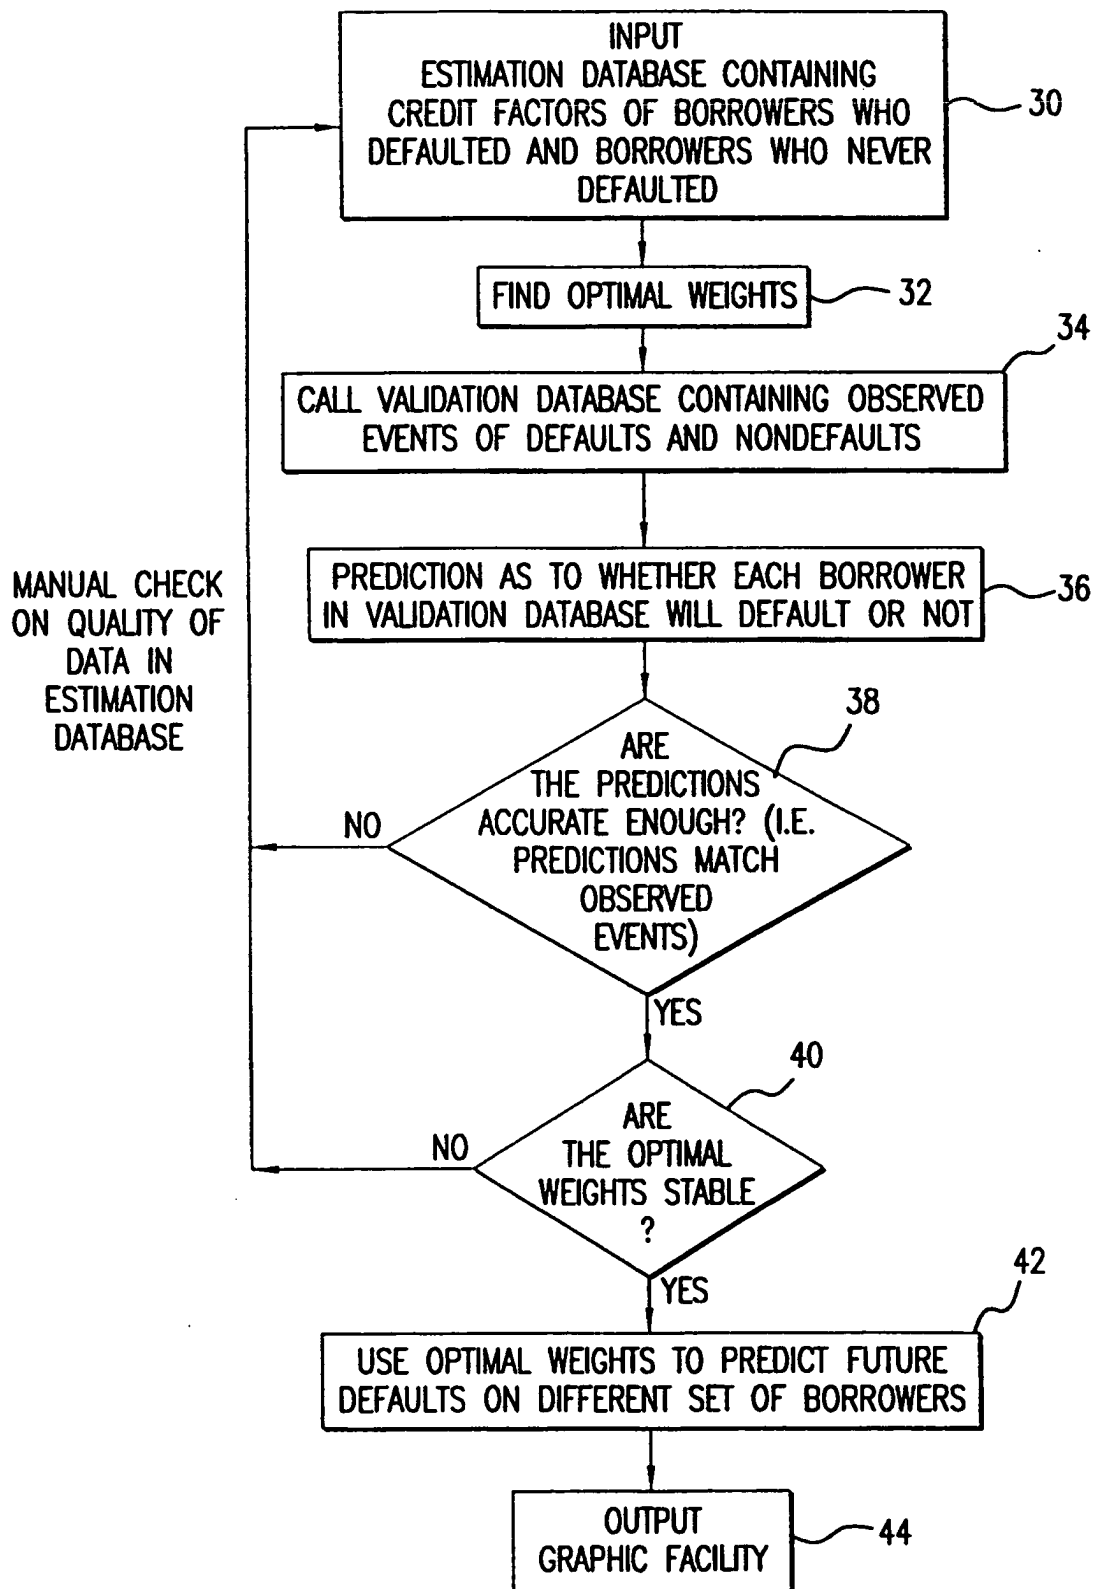 INPUT
ESTIMATION DATABASE CONTAINING
CREDIT FACTORS OF BORROWERS WHO
DEFAULTED AND BORROWERS WHO NEVER
DEFAULTED
30
FIND OPTIMAL WEIGHTS
32
34
CALL VALIDATION DATABASE CONTAINING OBSERVED
EVENTS OF DEFAULTS AND NONDEFAULTS
PREDICTION AS TO WHETHER EACH BORROWER
IN VALIDATION DATABASE WILL DEFAULT OR NOT
36
MANUAL CHECK
ON QUALITY OF
DATA IN
ESTIMATION
DATABASE
38
ARE
THE PREDICTIONS
ACCURATE ENOUGH? (I.E.
PREDICTIONS MATCH
OBSERVED
EVENTS)
NO
YES
40
ARE
THE OPTIMAL
WEIGHTS STABLE
?
NO
YES
42
USE OPTIMAL WEIGHTS TO PREDICT FUTURE
DEFAULTS ON DIFFERENT SET OF BORROWERS
OUTPUT
GRAPHIC FACILITY
44